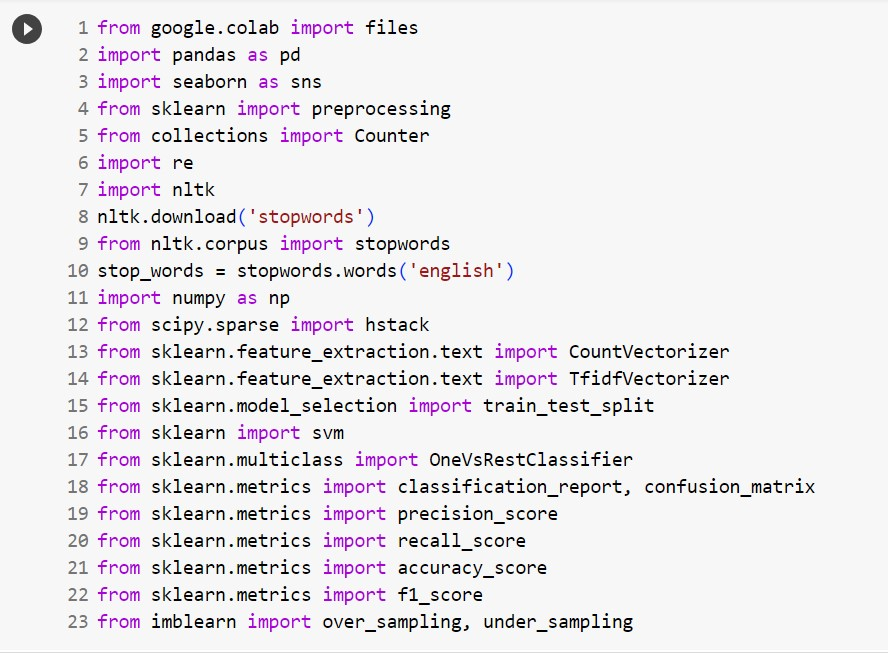 1 from google.colab import files
2 import pandas as pd
3 import seaborn as sns
4 from sklearn import preprocessing
5 from collections import Counter
6 import re
7 import nltk
8 nltk.download('stopwords')
9 from nltk.corpus import stopwords
10 stop_words = stopwords.words('english')
11 import numpy as np
12 from scipy.sparse import hstack
13 from sklearn.feature_extraction.text import CountVectorizer
14 from sklearn.feature_extraction.text import TfidfVectorizer
15 from sklearn.model_selection import train_test_split
16 from sklearn import svm
17 from sklearn.multiclass import OneVsRestClassifier
18 from sklearn.metrics import classification_report, confusion_matrix
19 from sklearn.metrics import precision_score
20 from sklearn.metrics import recall_score
21 from sklearn.metrics import accuracy_score
22 from sklearn.metrics import f1_score
23 from imblearn import over_sampling, under_sampling